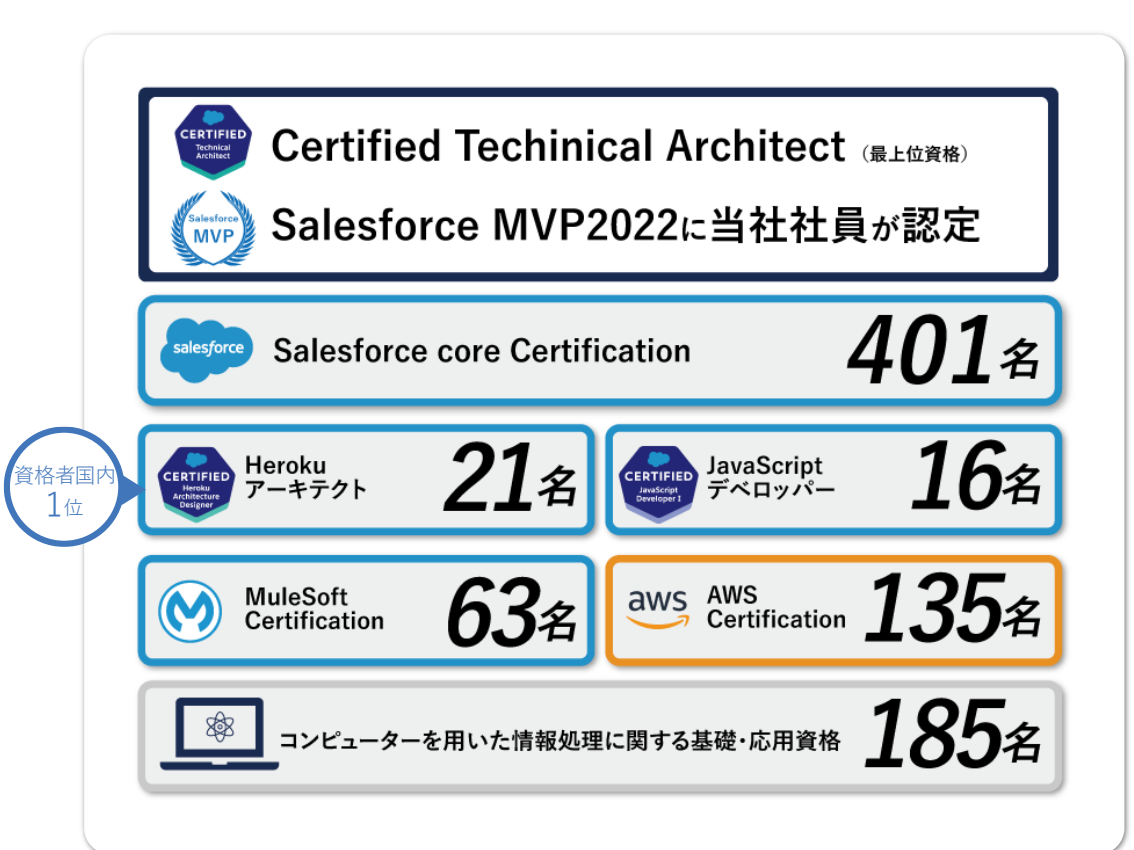 CERTIFIED
Technical
Architect
Certified Techinical Architect（最上位資格）
Salesforce
MVP
Salesforce MVP2022に当社社員が認定
salesforce
Salesforce core Certification
401名
資格者国内
1位
CERTIFIED
Heroku
Architecture
Designer
Heroku
アーキテクト
21名
CERTIFIED
JavaScript
Developer I
JavaScript
デベロッパー
16名
MuleSoft
Certification
63名
aws
AWS
Certification
135名
コンピューターを用いた情報処理に関する基礎・応用資格
185名